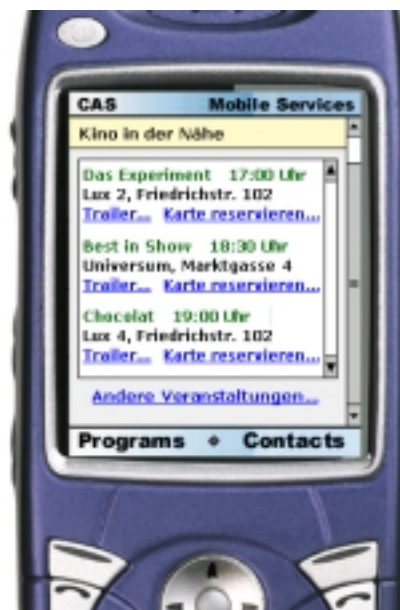 CAS Mobile Services
Kino in der Nähe
Das Experiment 17:00 Uhr
Lux 2, Friedrichstr. 102
Trailer... Karte reservieren...
Best in Show 18:30 Uhr
Universum, Marktgasse 4
Trailer... Karte reservieren...
Chocolat 19:00 Uhr
Lux 4, Friedrichstr. 102
Trailer... Karte reservieren...
Andere Veranstaltungen...
Programs Contacts